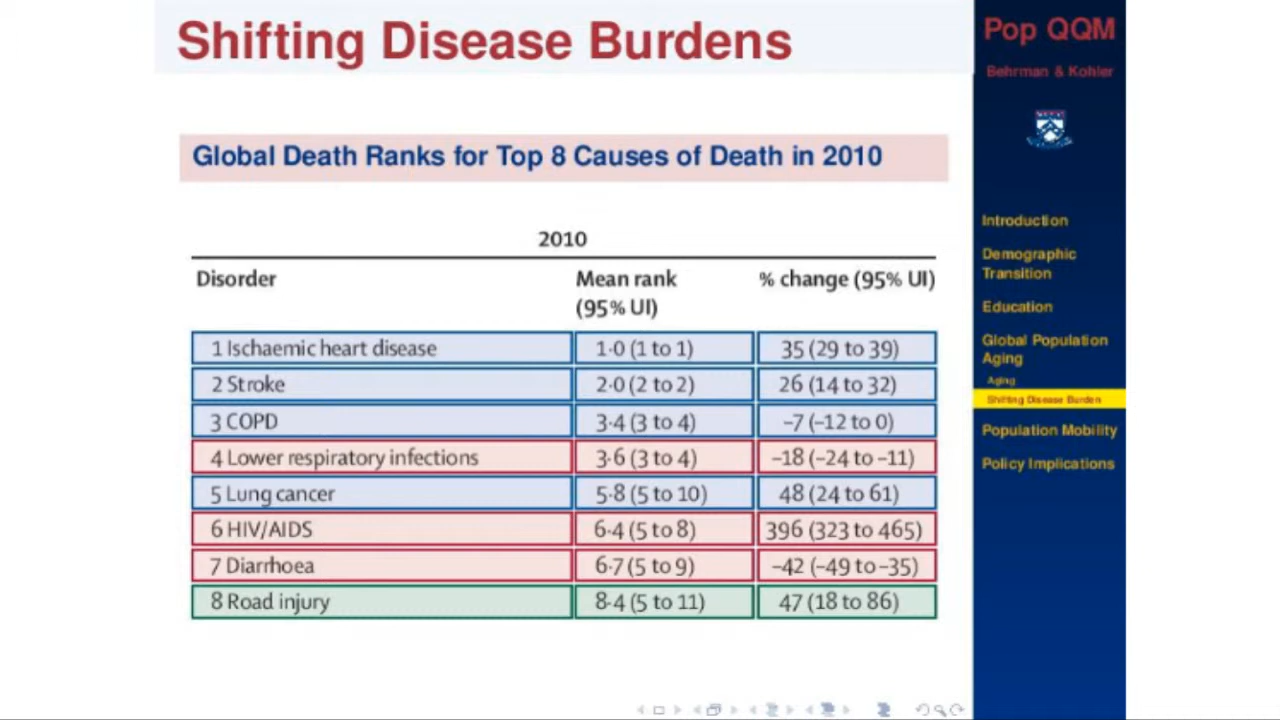 Shifting Disease Burdens
Global Death Ranks for Top 8 Causes of Death in 2010
2010
Disorder Mean rank (95% UI) % change (95% UI)
1 Ischaemic heart disease 1·0 (1 to 1) 35 (29 to 39)
2 Stroke 2·0 (2 to 2) 26 (14 to 32)
3 COPD 3·4 (3 to 4) –7 (–12 to 0)
4 Lower respiratory infections 3·6 (3 to 4) –18 (–24 to –11)
5 Lung cancer 5·8 (5 to 10) 48 (24 to 61)
6 HIV/AIDS 6·4 (5 to 8) 396 (323 to 465)
7 Diarrhoea 6·7 (5 to 9) –42 (–49 to –35)
8 Road injury 8·4 (5 to 11) 47 (18 to 86)
Pop QQM
Behrman & Kohler
Introduction
Demographic
Transition
Education
Global Population
Aging
Aging
Shifting Disease Burden
Population Mobility
Policy Implications